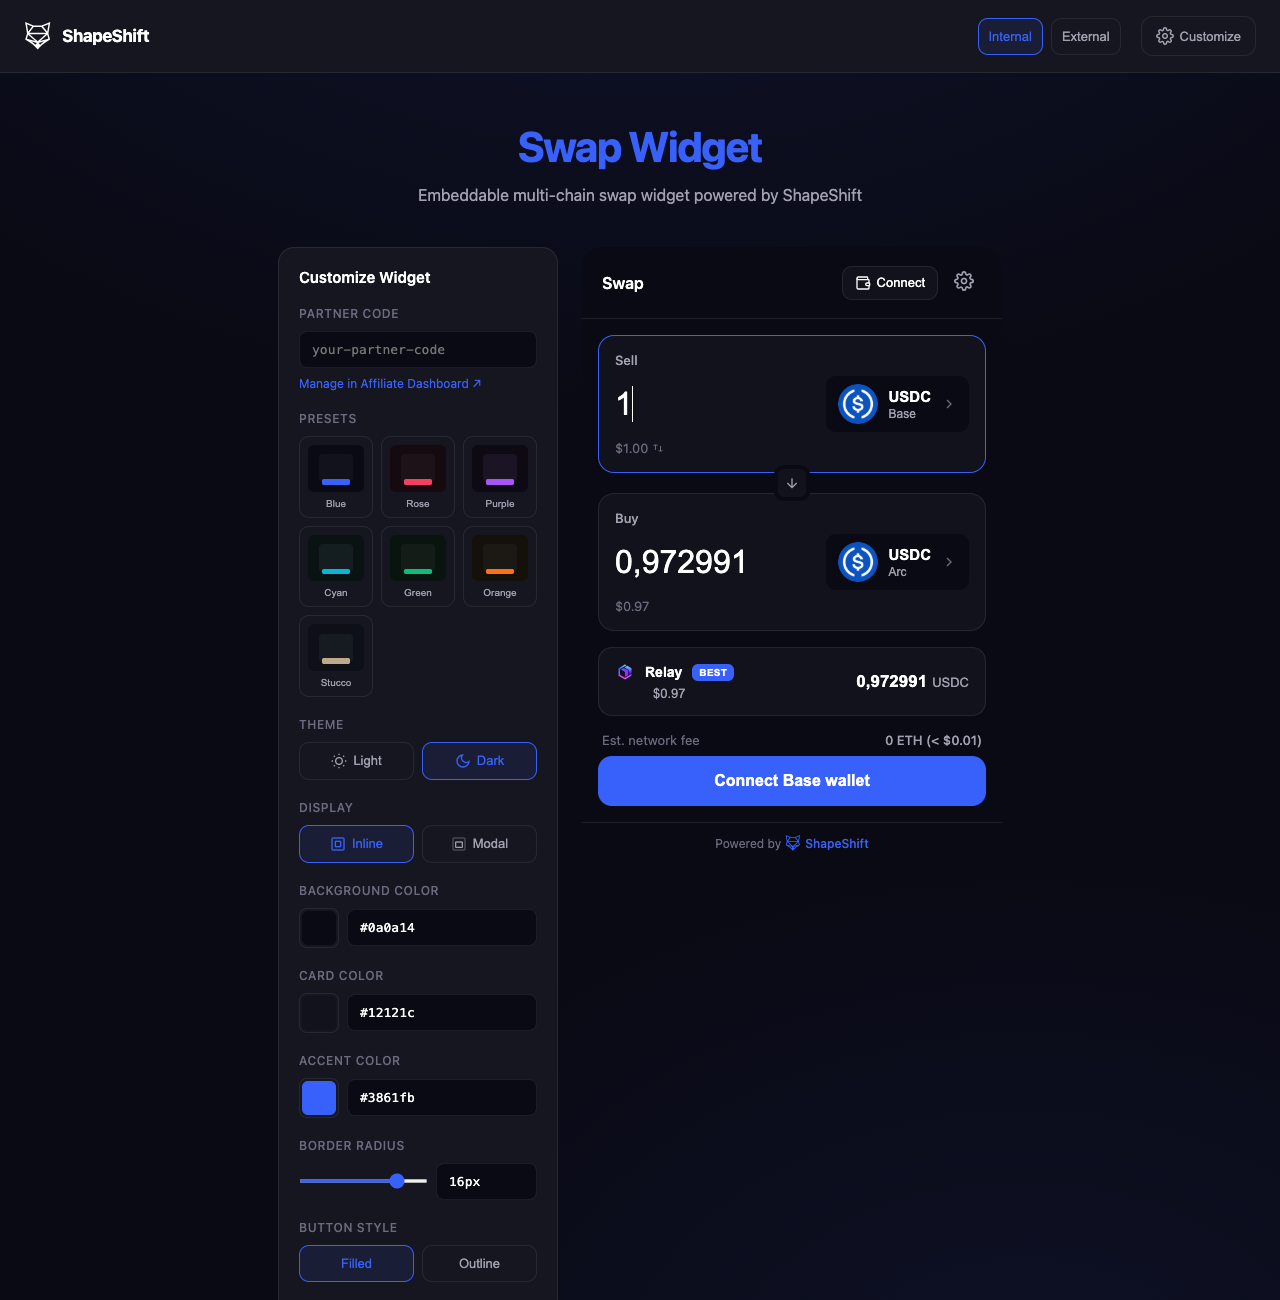 ShapeShift
Internal
External
Customize
Swap Widget
Embeddable multi-chain swap widget powered by ShapeShift
Customize Widget
PARTNER CODE
your-partner-code
Manage in Affiliate Dashboard ↗
PRESETS
Blue
Rose
Purple
Cyan
Green
Orange
Stucco
THEME
Light
Dark
DISPLAY
Inline
Modal
BACKGROUND COLOR
#0a0a14
CARD COLOR
#12121c
ACCENT COLOR
#3861fb
BORDER RADIUS
16px
BUTTON STYLE
Filled
Outline
Swap
Connect
Sell
1
USDC
Base
$1.00
Buy
0,972991
USDC
Arc
$0.97
Relay BEST
$0.97
0,972991 USDC
Est. network fee
0 ETH (< $0.01)
Connect Base wallet
Powered by ShapeShift